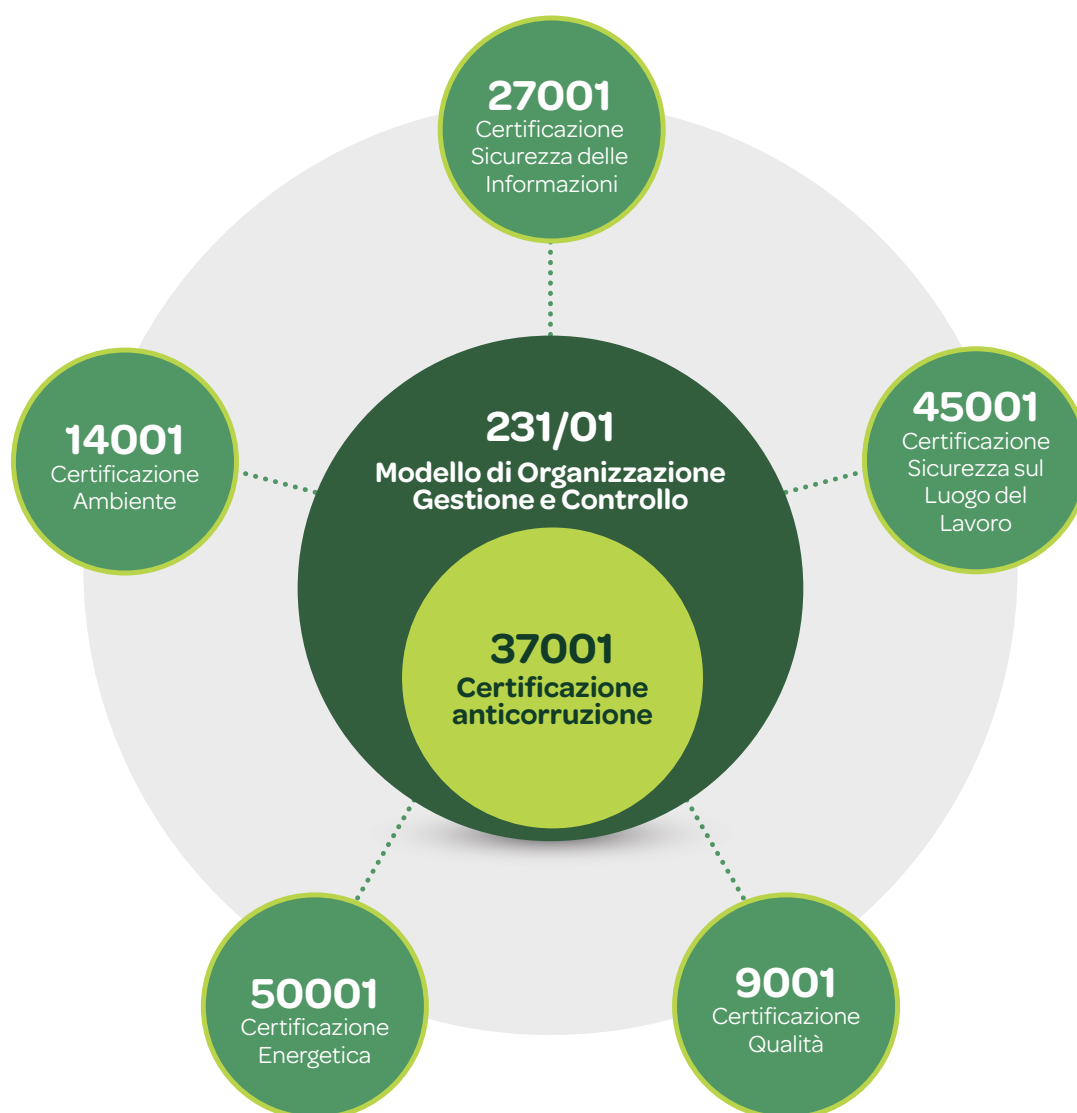 27001
Certificazione
Sicurezza delle
Informazioni
14001
Certificazione
Ambiente
231/01
Modello di Organizzazione
Gestione e Controllo
45001
Certificazione
Sicurezza sul
Luogo del
Lavoro
37001
Certificazione
anticorruzione
50001
Certificazione
Energetica
9001
Certificazione
Qualità